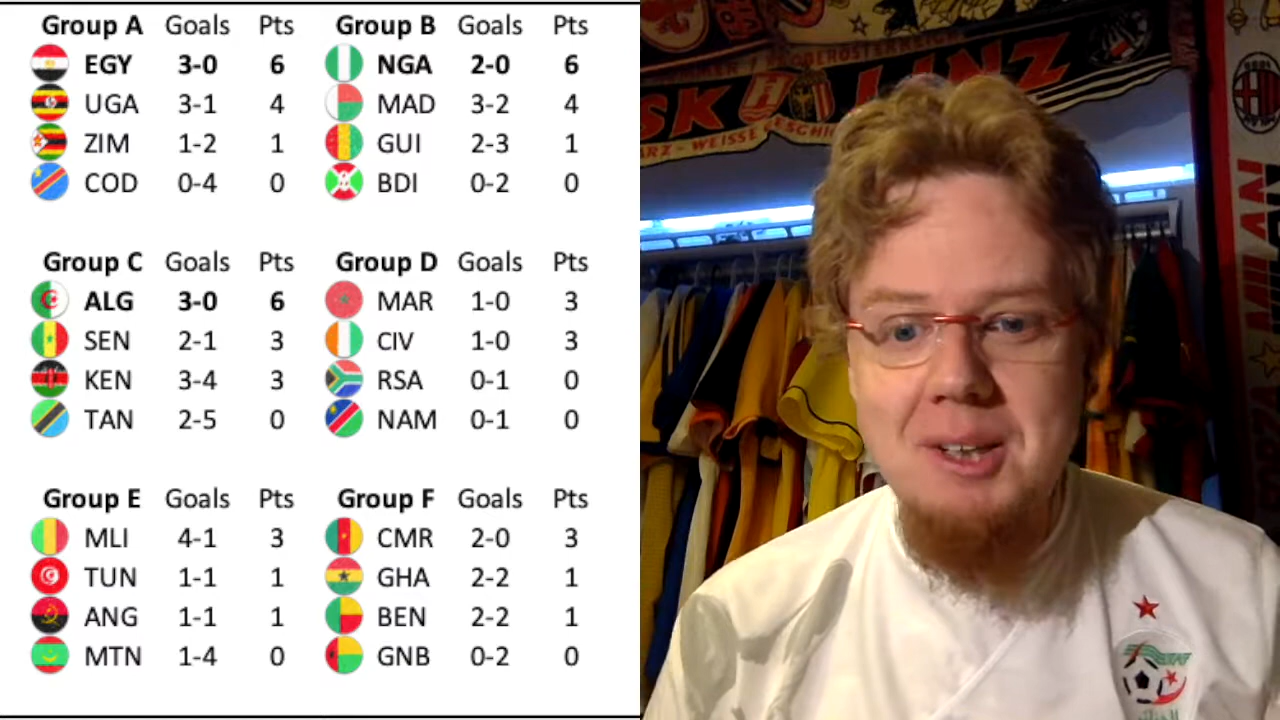 Group A Goals Pts
EGY 3-0 6
UGA 3-1 4
ZIM 1-2 1
COD 0-4 0
Group B Goals Pts
NGA 2-0 6
MAD 3-2 4
GUI 2-3 1
BDI 0-2 0
Group C Goals Pts
ALG 3-0 6
SEN 2-1 3
KEN 3-4 3
TAN 2-5 0
Group D Goals Pts
MAR 1-0 3
CIV 1-0 3
RSA 0-1 0
NAM 0-1 0
Group E Goals Pts
MLI 4-1 3
TUN 1-1 1
ANG 1-1 1
MTN 1-4 0
Group F Goals Pts
CMR 2-0 3
GHA 2-2 1
BEN 2-2 1
GNB 0-2 0
SK LINZ
MILAN
FORZA